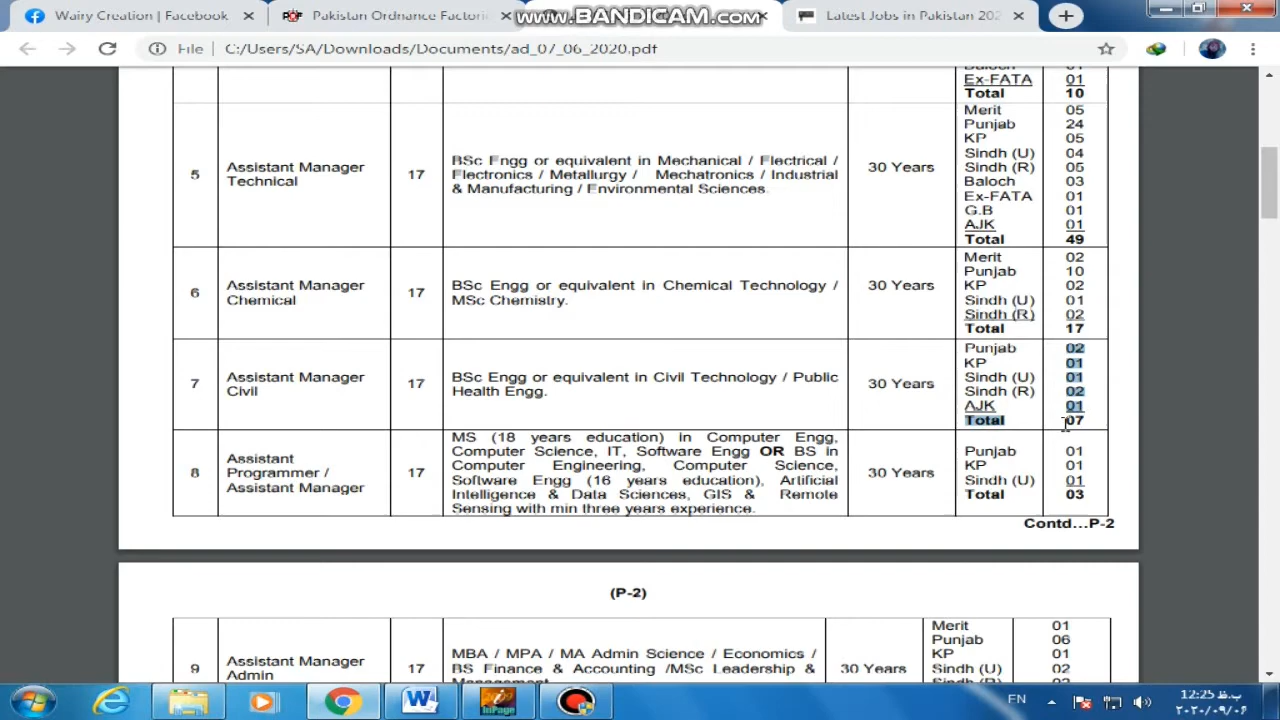 Wairy Creation | Facebook
Pakistan Ordnance Factorie
www.BANDICAM.com
Latest Jobs in Pakistan 202
File C:/Users/SA/Downloads/Documents/ad_07_06_2020.pdf
Baloch 01
Ex-FATA 01
Total 10
5
Assistant Manager
Technical
17
BSc Engg or equivalent in Mechanical / Electrical /
Electronics / Metallurgy / Mechatronics / Industrial
& Manufacturing / Environmental Sciences.
30 Years
Merit 05
Punjab 24
KP 05
Sindh (U) 04
Sindh (R) 05
Baloch 03
Ex-FATA 01
G.B 01
AJK 01
Total 49
6
Assistant Manager
Chemical
17
BSc Engg or equivalent in Chemical Technology /
MSc Chemistry.
30 Years
Merit 02
Punjab 10
KP 02
Sindh (U) 01
Sindh (R) 02
Total 17
7
Assistant Manager
Civil
17
BSc Engg or equivalent in Civil Technology / Public
Health Engg.
30 Years
Punjab 02
KP 01
Sindh (U) 01
Sindh (R) 02
AJK 01
Total 07
8
Assistant
Programmer /
Assistant Manager
17
MS (18 years education) in Computer Engg,
Computer Science, IT, Software Engg OR BS in
Computer Engineering, Computer Science,
Software Engg (16 years education), Artificial
Intelligence & Data Sciences, GIS & Remote
Sensing with min three years experience.
30 Years
Punjab 01
KP 01
Sindh (U) 01
Total 03
Contd...P-2
(P-2)
9
Assistant Manager
Admin
17
MBA / MPA / MA Admin Science / Economics /
BS Finance & Accounting /MSc Leadership &
Management
30 Years
Merit 01
Punjab 06
KP 01
Sindh (U) 02
Sindh (R)
InPage
EN
12:25 ب.ظ
۲۰۲۰/۰۹/۰۶